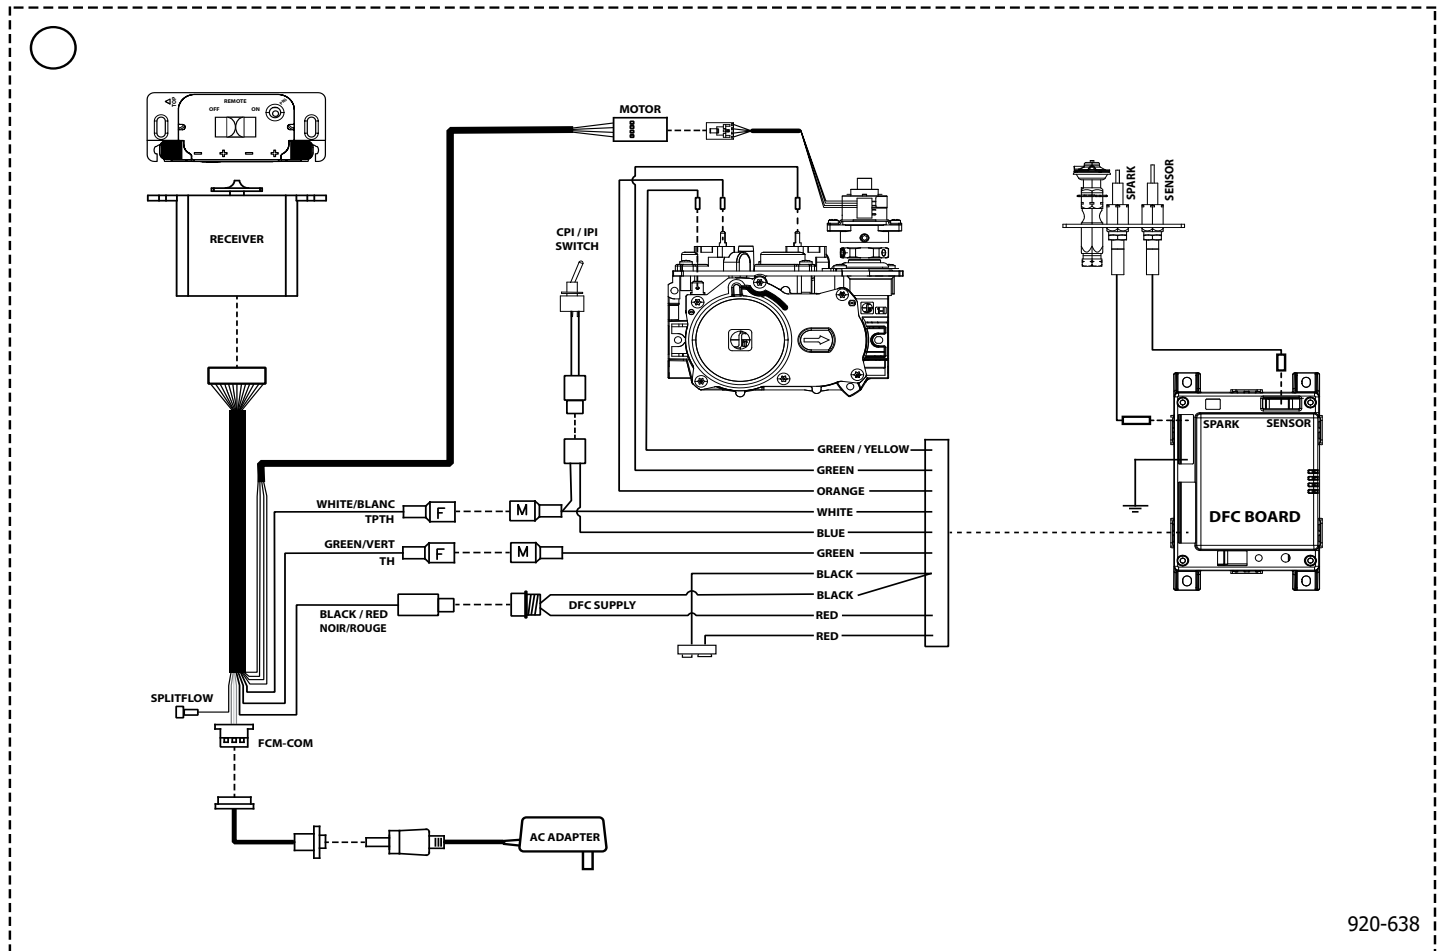 TOP
REMOTE
OFF
ON
RECEIVER
MOTOR
CPI / IPI
SWITCH
SPARK
SENSOR
SPARK
SENSOR
DFC BOARD
GREEN / YELLOW
GREEN
ORANGE
WHITE
BLUE
GREEN
BLACK
BLACK
RED
RED
WHITE/BLANC
TPTH
F
M
GREEN/VERT
TH
F
M
BLACK / RED
NOIR/ROUGE
DFC SUPPLY
SPLITFLOW
FCM-COM
AC ADAPTER
920-638